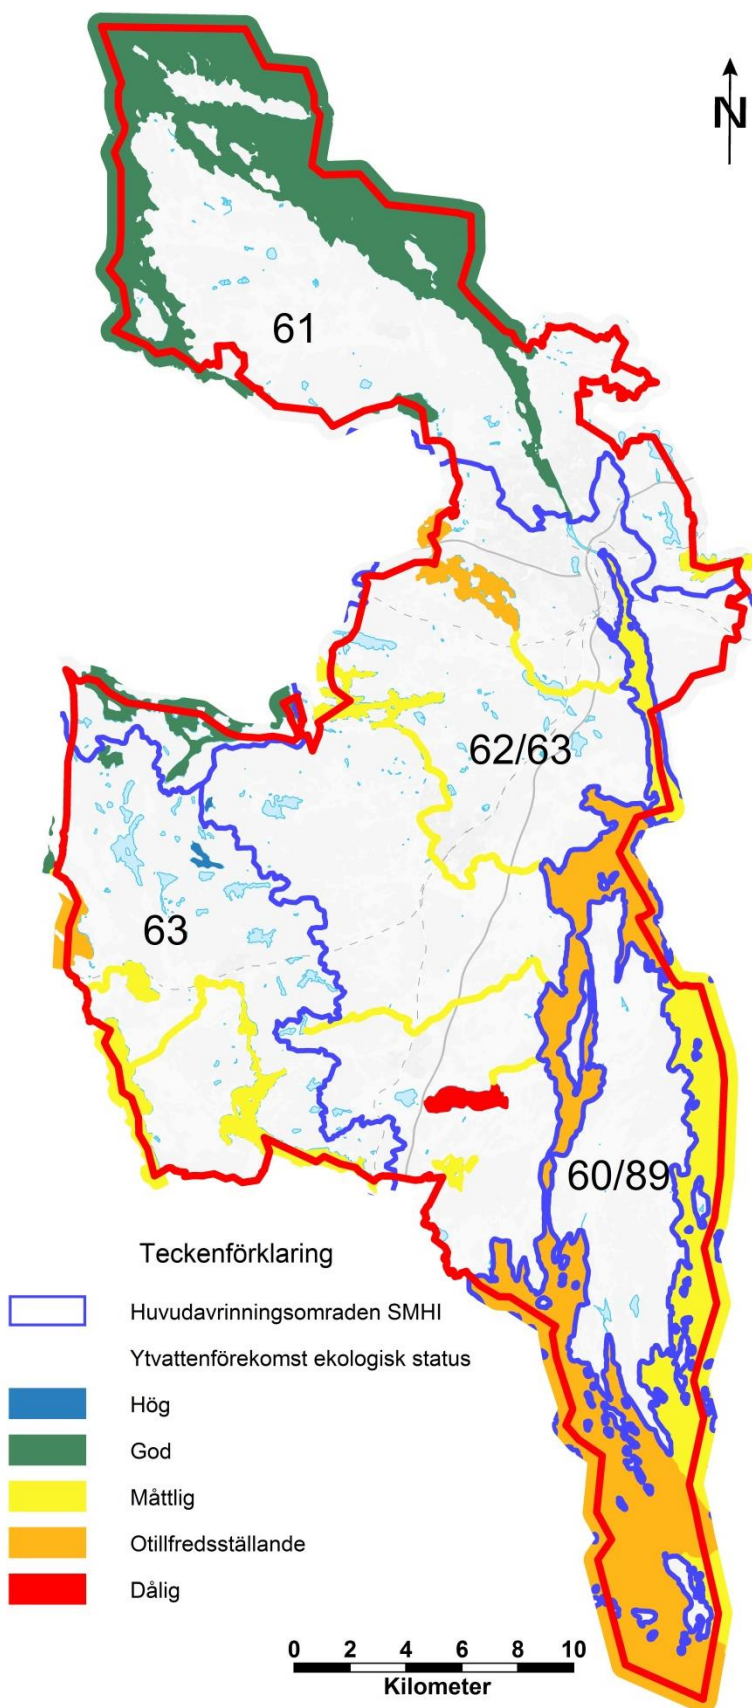 N
61
62/63
63
60/89
Teckenförklaring
Huvudavrinningsomraden SMHI
Ytvattenförekomst ekologisk status
Hög
God
Måttlig
Otillfredsställande
Dålig
0 2 4 6 8 10
Kilometer